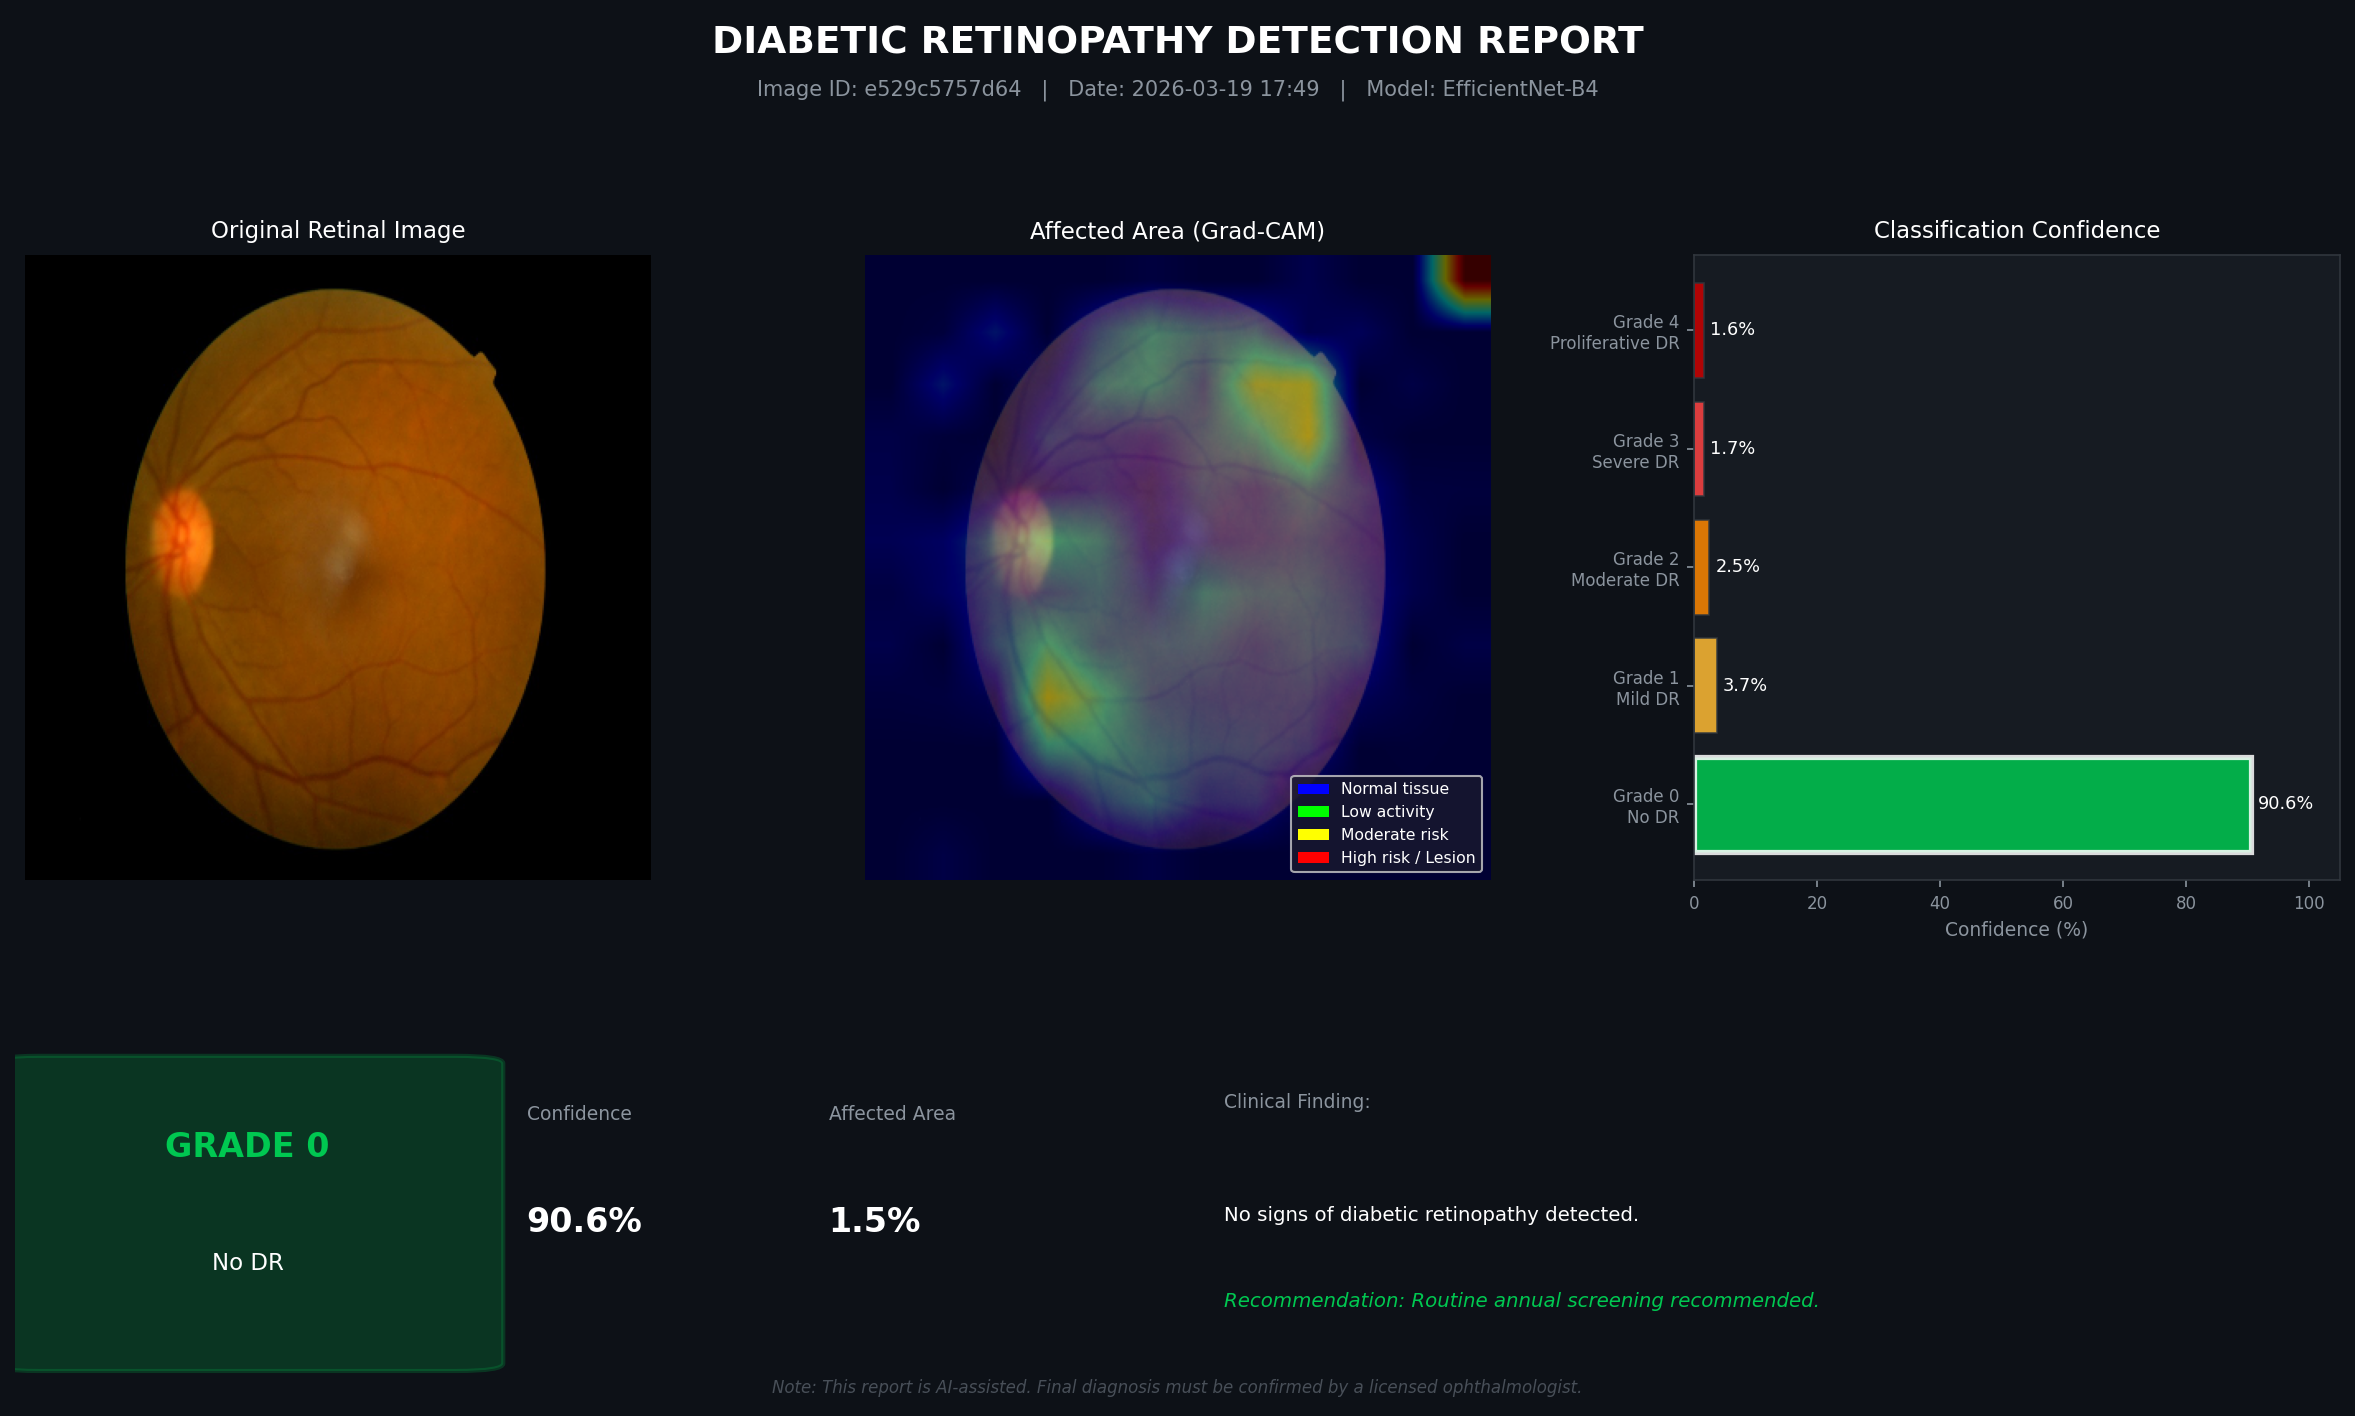 DIABETIC RETINOPATHY DETECTION REPORT
Image ID: e529c5757d64   |   Date: 2026-03-19 17:49   |   Model: EfficientNet-B4
Original Retinal Image
Affected Area (Grad-CAM)
Normal tissue
Low activity
Moderate risk
High risk / Lesion
Classification Confidence
Grade 4
Proliferative DR
1.6%
Grade 3
Severe DR
1.7%
Grade 2
Moderate DR
2.5%
Grade 1
Mild DR
3.7%
Grade 0
No DR
90.6%
0 20 40 60 80 100
Confidence (%)
GRADE 0
No DR
Confidence
90.6%
Affected Area
1.5%
Clinical Finding:
No signs of diabetic retinopathy detected.
Recommendation: Routine annual screening recommended.
Note: This report is AI-assisted. Final diagnosis must be confirmed by a licensed ophthalmologist.